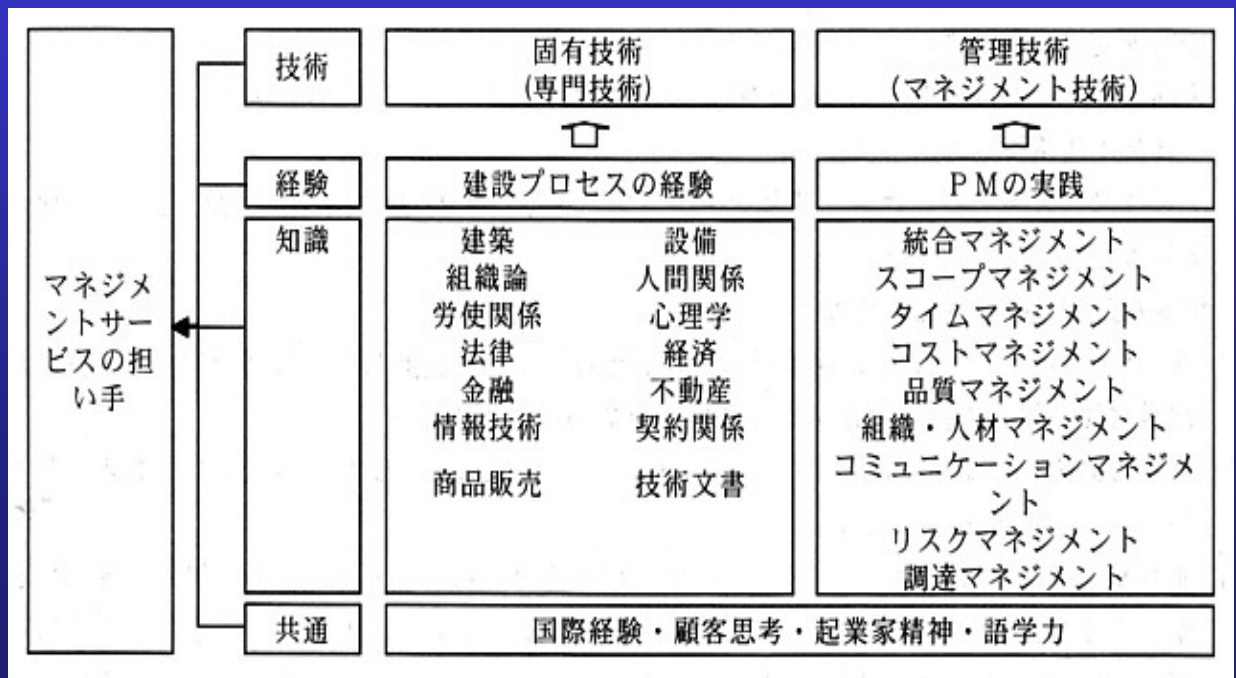 マネジメ
ントサー
ビスの担
い手
技術
固有技術
(専門技術)
管理技術
(マネジメント技術)
経験
建設プロセスの経験
PMの実践
知識
建築 設備
組織論 人間関係
労使関係 心理学
法律 経済
金融 不動産
情報技術 契約関係
商品販売 技術文書
統合マネジメント
スコープマネジメント
タイムマネジメント
コストマネジメント
品質マネジメント
組織・人材マネジメント
コミュニケーションマネジメ
ント
リスクマネジメント
調達マネジメント
共通
国際経験・顧客思考・起業家精神・語学力